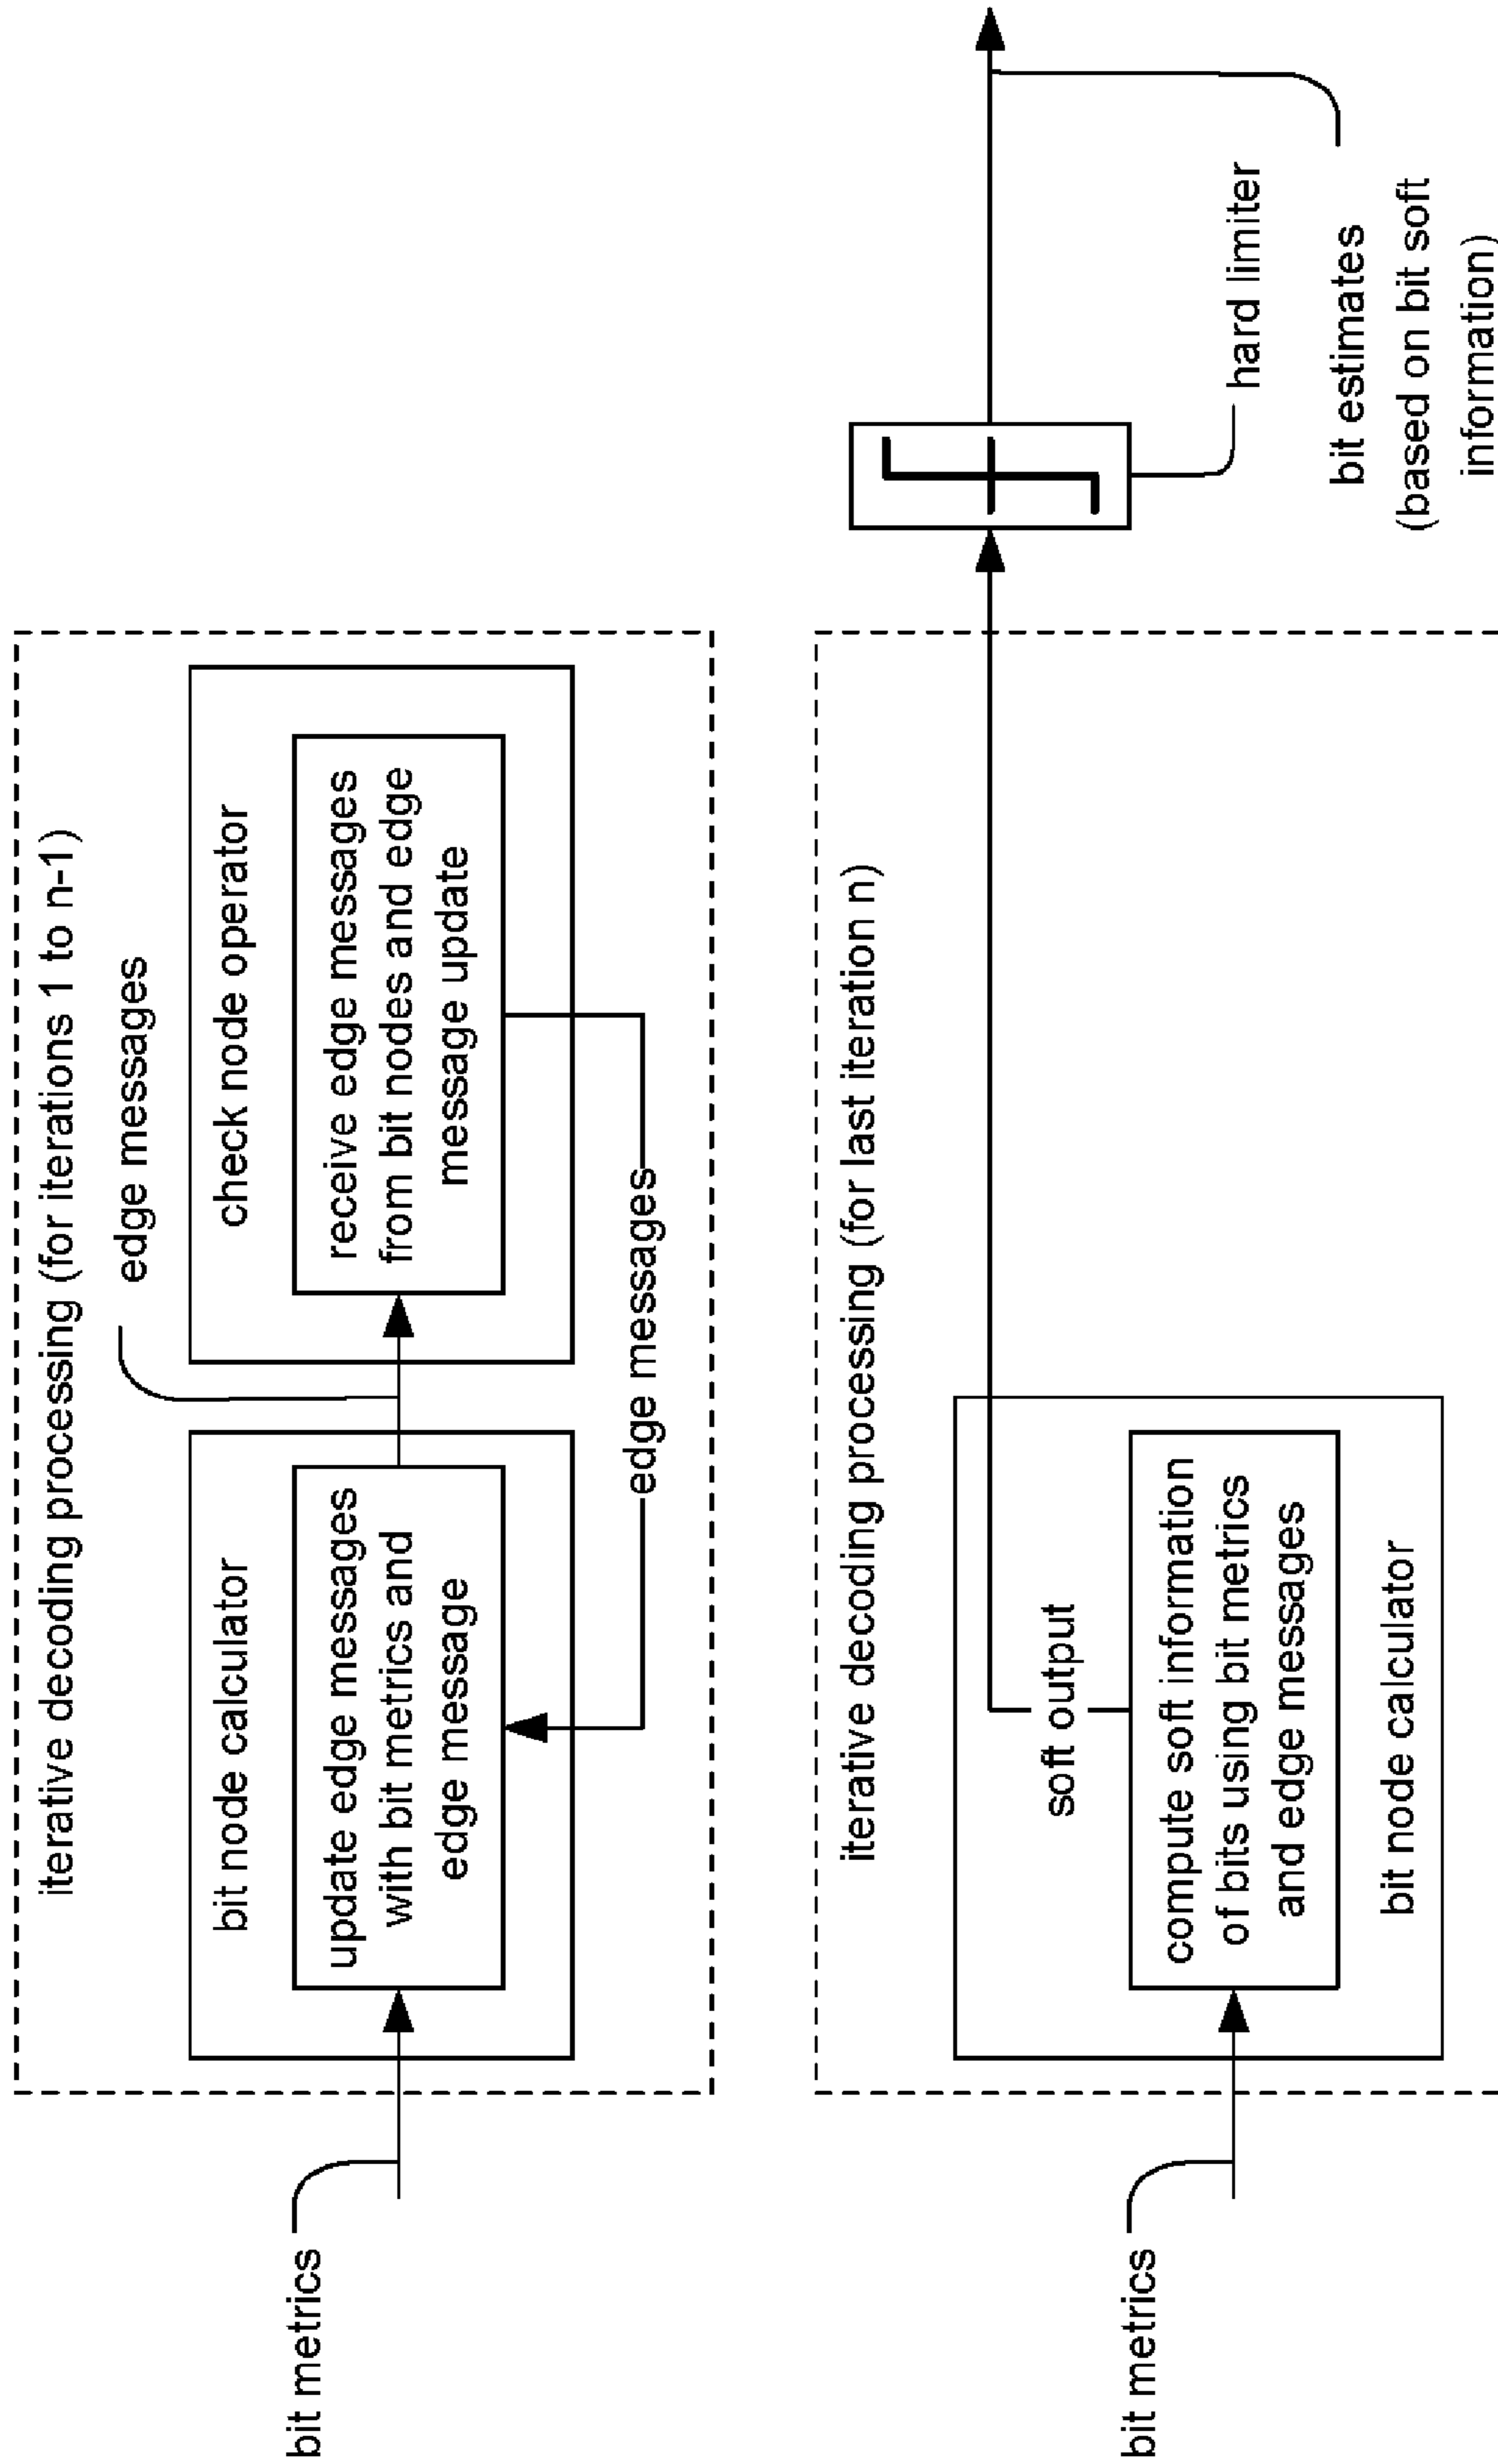 iterative decoding processing (for iterations 1 to n-1)
edge messages
bit metrics
bit node calculator
update edge messages
with bit metrics and
edge message
check node operator
receive edge messages
from bit nodes and edge
message update
edge messages
iterative decoding processing (for last iteration n)
bit metrics
soft output
compute soft information
of bits using bit metrics
and edge messages
bit node calculator
hard limiter
bit estimates
(based on bit soft
information)